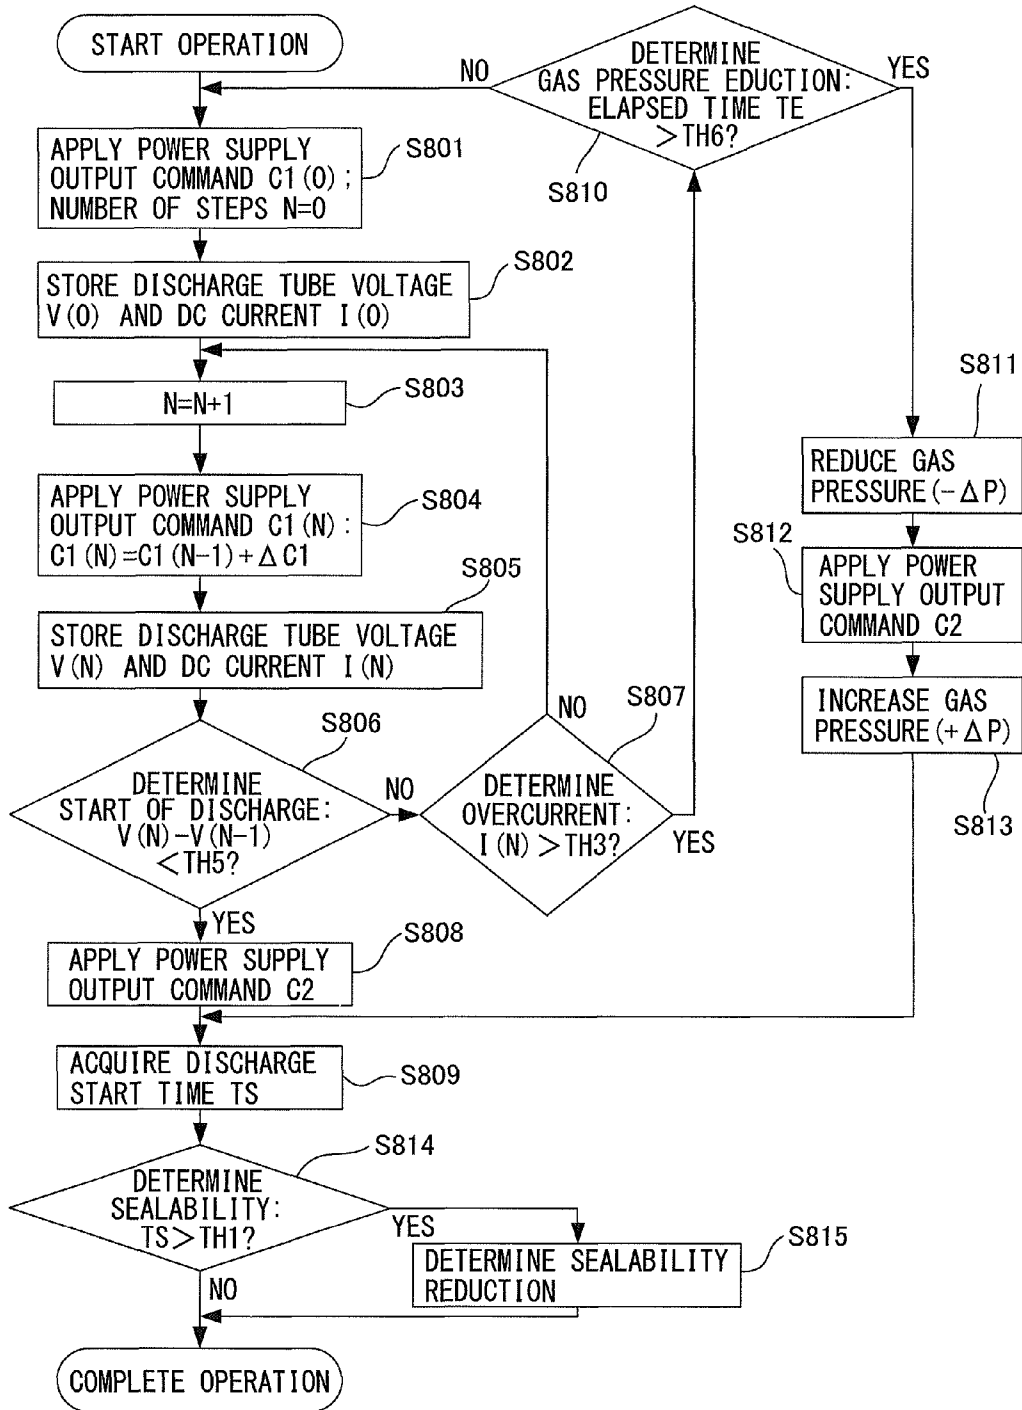 START OPERATION
DETERMINE
GAS PRESSURE EDUCTION:
ELAPSED TIME TE
>TH6?
NO
YES
S810
APPLY POWER SUPPLY
OUTPUT COMMAND C1(0);
NUMBER OF STEPS N=0
S801
STORE DISCHARGE TUBE VOLTAGE
V(0) AND DC CURRENT I(0)
S802
N=N+1
S803
APPLY POWER SUPPLY
OUTPUT COMMAND C1(N):
C1(N)=C1(N-1)+ΔC1
S804
STORE DISCHARGE TUBE VOLTAGE
V(N) AND DC CURRENT I(N)
S805
DETERMINE
START OF DISCHARGE:
V(N)-V(N-1)
<TH5?
S806
NO
YES
DETERMINE
OVERCURRENT:
I(N)>TH3?
S807
NO
YES
APPLY POWER SUPPLY
OUTPUT COMMAND C2
S808
REDUCE GAS
PRESSURE(-ΔP)
S811
APPLY POWER
SUPPLY OUTPUT
COMMAND C2
S812
INCREASE GAS
PRESSURE(+ΔP)
S813
ACQUIRE DISCHARGE
START TIME TS
S809
DETERMINE
SEALABILITY:
TS>TH1?
S814
YES
NO
DETERMINE SEALABILITY
REDUCTION
S815
COMPLETE OPERATION